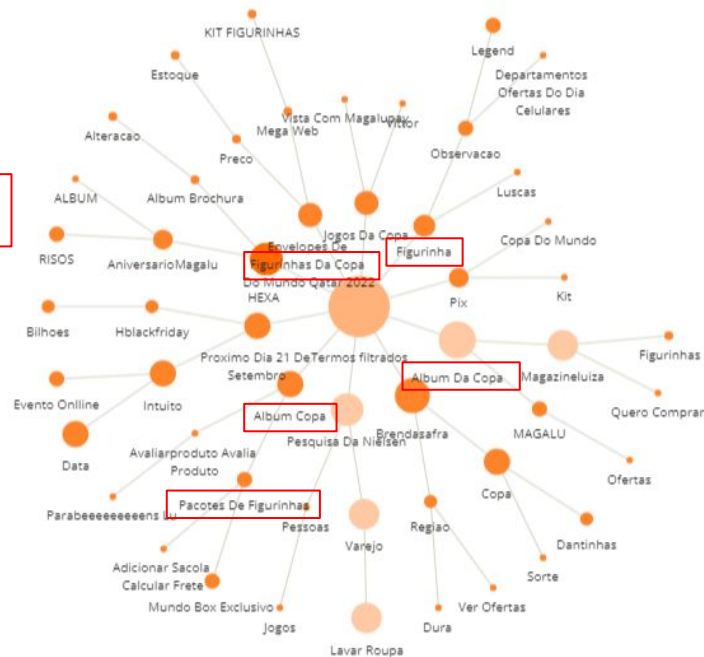 KIT FIGURINHAS
Legend
Estoque
Departamentos
Ofertas Do Dia
Celulares
Vista Com Magalupay
Mega Web
Alteracao
Preco
Observacao
ALBUM
Album Brochura
Luscas
Jogos Da Copa
Envelopes De
Figurinhas Da Copa
Do Mundo Qatar 2022
Figurinha
Copa Do Mundo
RISOS
AniversarioMagalu
HEXA
Pix
Kit
Bilhoes
Hblackfriday
Proximo Dia 21 De
Setembro
Termos filtrados
Figurinhas
Album Da Copa
Magazineluiza
Evento Onlline
Intuito
Album Copa
Quero Comprar
Pesquisa Da Nielsen
Brendasafra
MAGALU
Data
Avaliarproduto Avalia
Produto
Ofertas
Parabeeeeeeeeeens Lu
Pacotes De Figurinhas
Pessoas
Varejo
Regiao
Copa
Dantinhas
Adicionar Sacola
Calcular Frete
Sorte
Mundo Box Exclusivo
Jogos
Dura
Ver Ofertas
Lavar Roupa